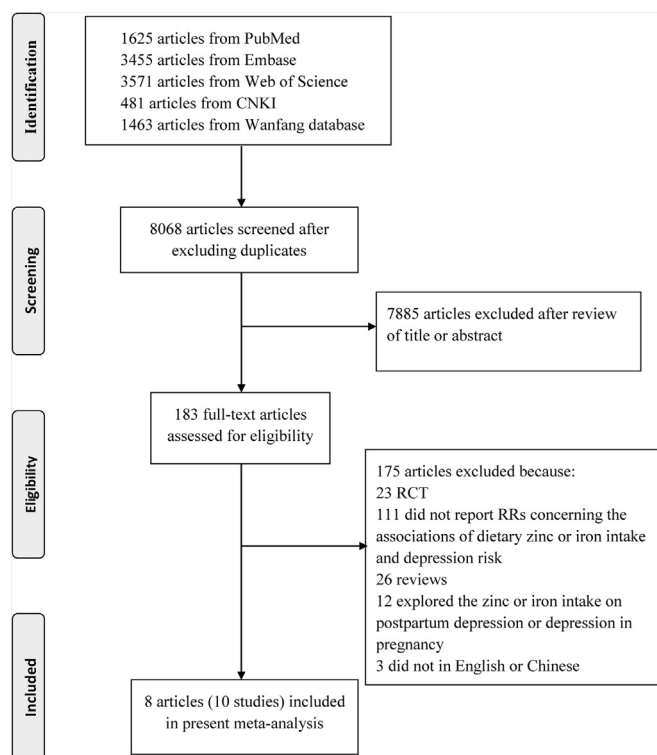 Identification
1625 articles from PubMed
3455 articles from Embase
3571 articles from Web of Science
481 articles from CNKI
1463 articles from Wanfang database
Screening
8068 articles screened after
excluding duplicates
7885 articles excluded after review
of title or abstract
Eligibility
183 full-text articles
assessed for eligibility
175 articles excluded because:
23 RCT
111 did not report RRs concerning the
associations of dietary zinc or iron intake
and depression risk
26 reviews
12 explored the zinc or iron intake on
postpartum depression or depression in
pregnancy
3 did not in English or Chinese
Included
8 articles (10 studies) included
in present meta-analysis